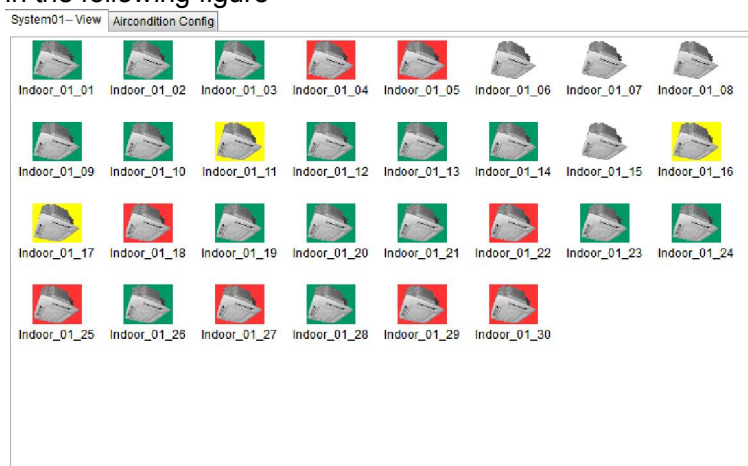 in the following figure
System01-- View Aircondition Config
Indoor_01_01 Indoor_01_02 Indoor_01_03 Indoor_01_04 Indoor_01_05 Indoor_01_06 Indoor_01_07 Indoor_01_08
Indoor_01_09 Indoor_01_10 Indoor_01_11 Indoor_01_12 Indoor_01_13 Indoor_01_14 Indoor_01_15 Indoor_01_16
Indoor_01_17 Indoor_01_18 Indoor_01_19 Indoor_01_20 Indoor_01_21 Indoor_01_22 Indoor_01_23 Indoor_01_24
Indoor_01_25 Indoor_01_26 Indoor_01_27 Indoor_01_28 Indoor_01_29 Indoor_01_30